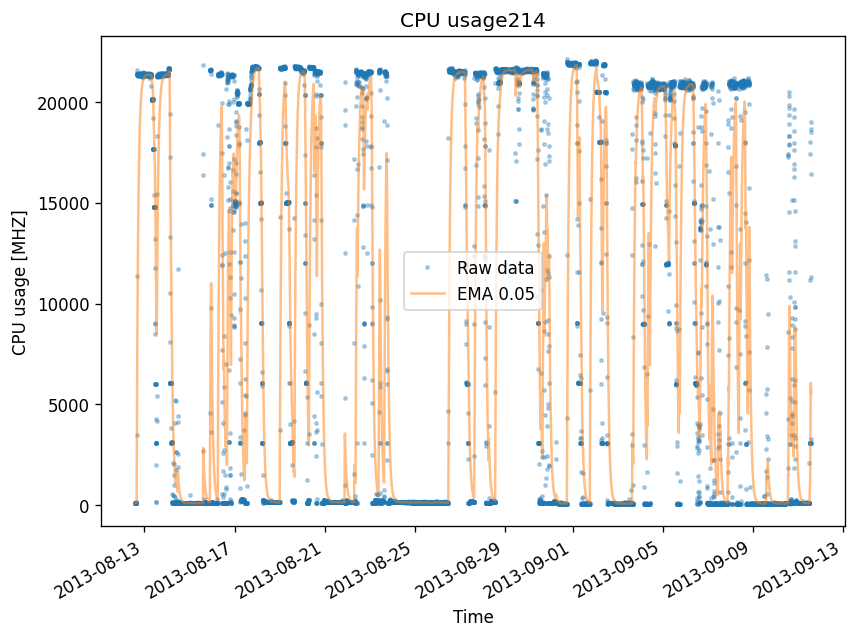 CPU usage214
20000
15000
10000
5000
0
CPU usage [MHZ]
Raw data
EMA 0.05
2013-08-13
2013-08-17
2013-08-21
2013-08-25
2013-08-29
2013-09-01
2013-09-05
2013-09-09
2013-09-13
Time